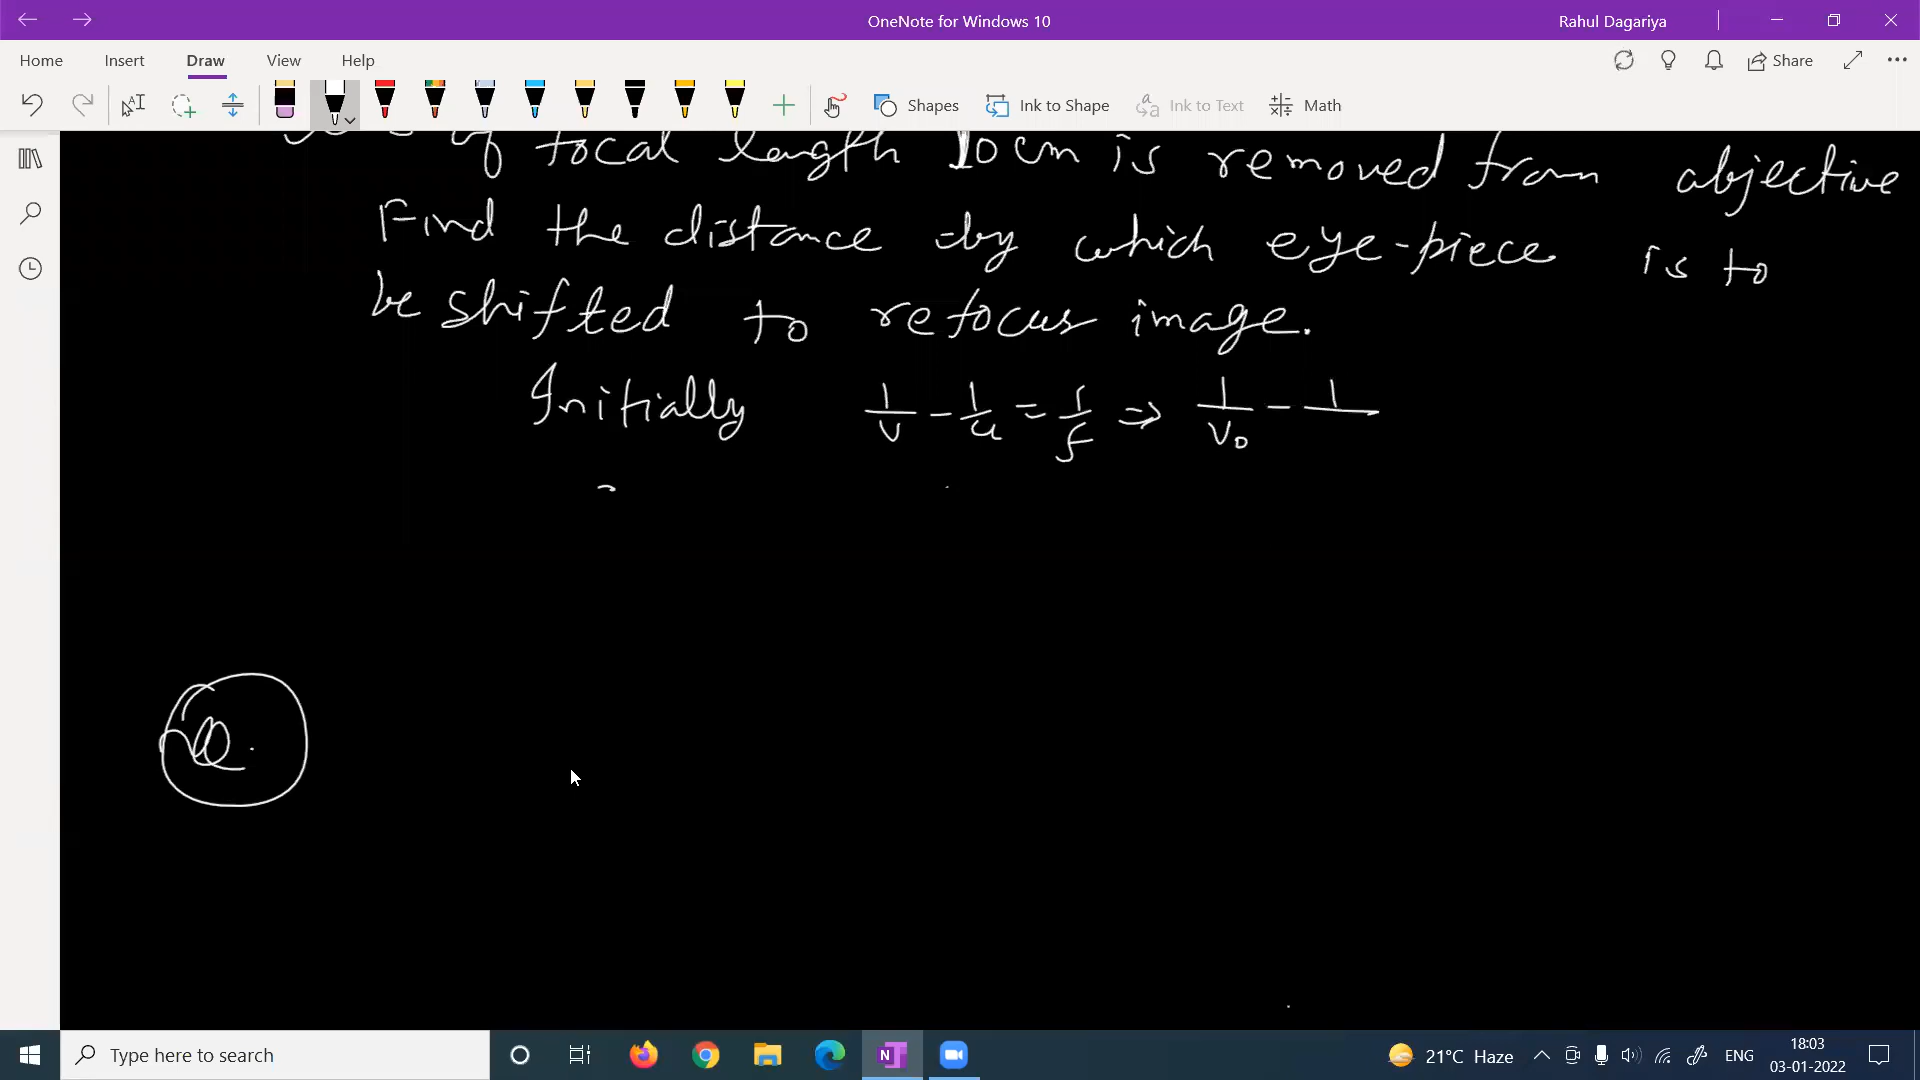 OneNote for Windows 10
Rahul Dagariya
Home Insert Draw View Help
Share
Shapes Ink to Shape Ink to Text Math
of focal length 10 cm is removed from abjective
Find the distance by which eye-piece is to
be shifted to refocus image.
Initially 1/v - 1/u = 1/f ⇒ 1/v₀ - 1/
Type here to search
21°C Haze
ENG
18:03
03-01-2022